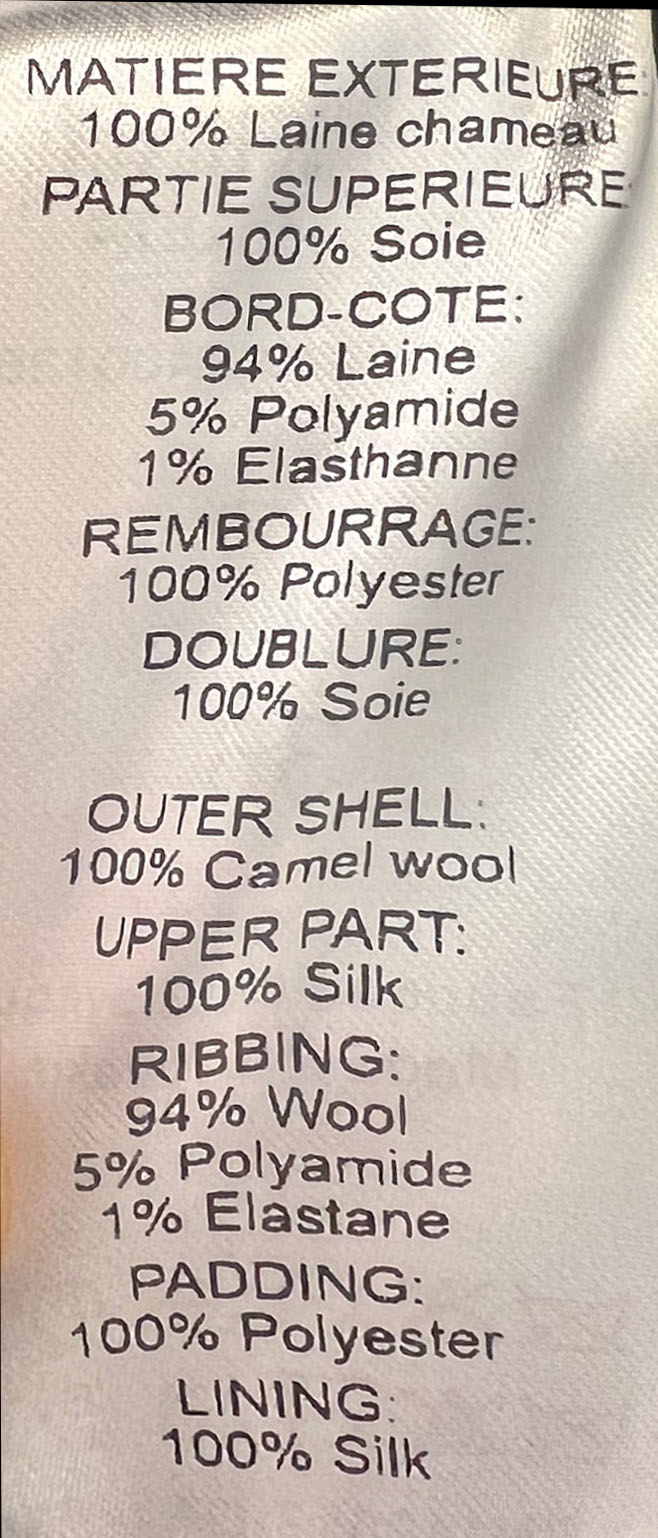 MATIERE EXTERIEURE:
100% Laine chameau
PARTIE SUPERIEURE:
100% Soie
BORD-COTE:
94% Laine
5% Polyamide
1% Elasthanne
REMBOURRAGE:
100% Polyester
DOUBLURE:
100% Soie
OUTER SHELL:
100% Camel wool
UPPER PART:
100% Silk
RIBBING:
94% Wool
5% Polyamide
1% Elastane
PADDING:
100% Polyester
LINING:
100% Silk